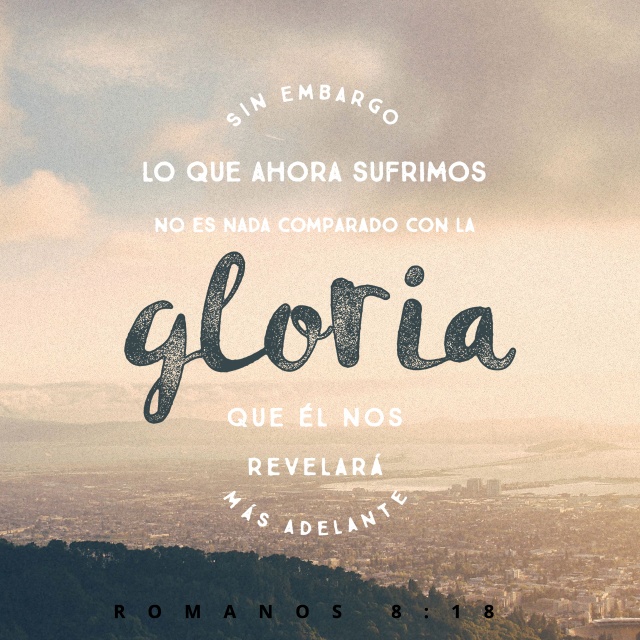 SIN EMBARGO
LO QUE AHORA SUFRIMOS
NO ES NADA COMPARADO CON LA
gloria
QUE ÉL NOS
REVELARÁ
MÁS ADELANTE
ROMANOS 8:18